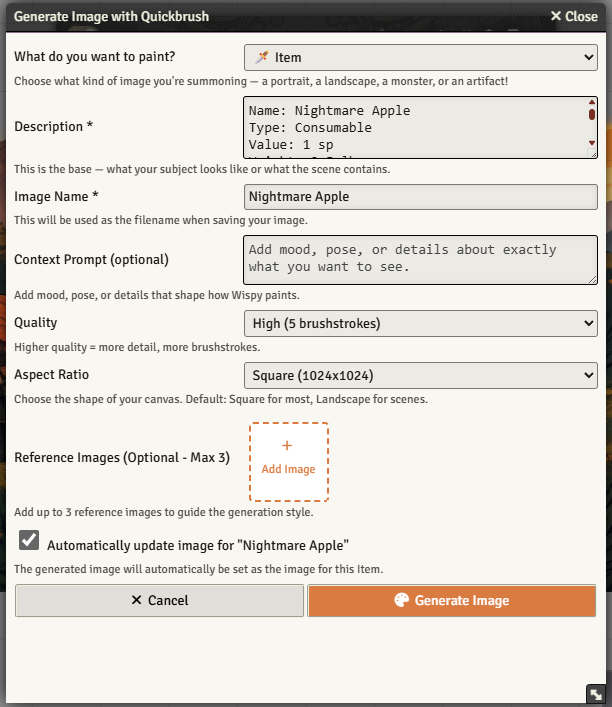 Generate Image with Quickbrush
✕ Close
What do you want to paint?
Item
Choose what kind of image you're summoning — a portrait, a landscape, a monster, or an artifact!
Description *
Name: Nightmare Apple
Type: Consumable
Value: 1 sp
This is the base — what your subject looks like or what the scene contains.
Image Name *
Nightmare Apple
This will be used as the filename when saving your image.
Context Prompt (optional)
Add mood, pose, or details about exactly
what you want to see.
Add mood, pose, or details that shape how Wispy paints.
Quality
High (5 brushstrokes)
Higher quality = more detail, more brushstrokes.
Aspect Ratio
Square (1024x1024)
Choose the shape of your canvas. Default: Square for most, Landscape for scenes.
Reference Images (Optional - Max 3)
+
Add Image
Add up to 3 reference images to guide the generation style.
Automatically update image for "Nightmare Apple"
The generated image will automatically be set as the image for this Item.
✕ Cancel
Generate Image